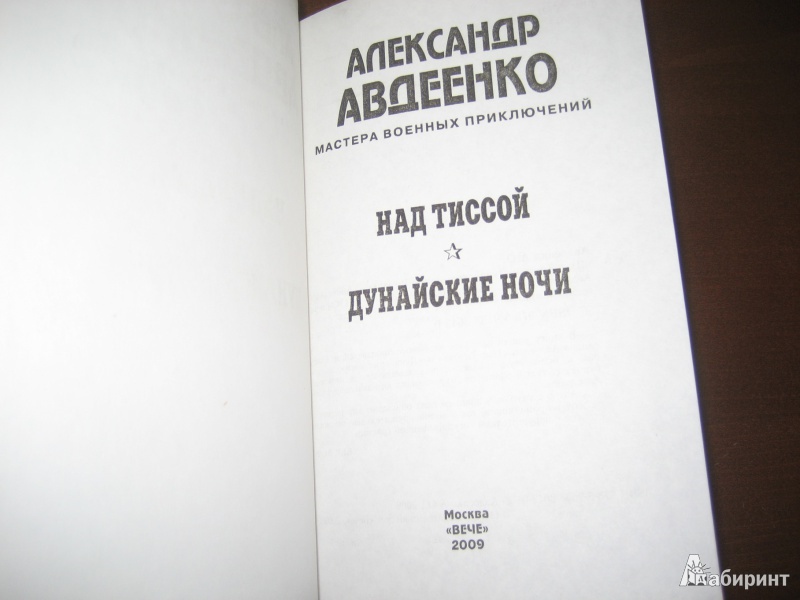 АЛЕКСАНДР
АВДЕЕНКО
МАСТЕРА ВОЕННЫХ ПРИКЛЮЧЕНИЙ
НАД ТИССОЙ
ДУНАЙСКИЕ НОЧИ
Москва
«ВЕЧЕ»
2009
Лабиринт